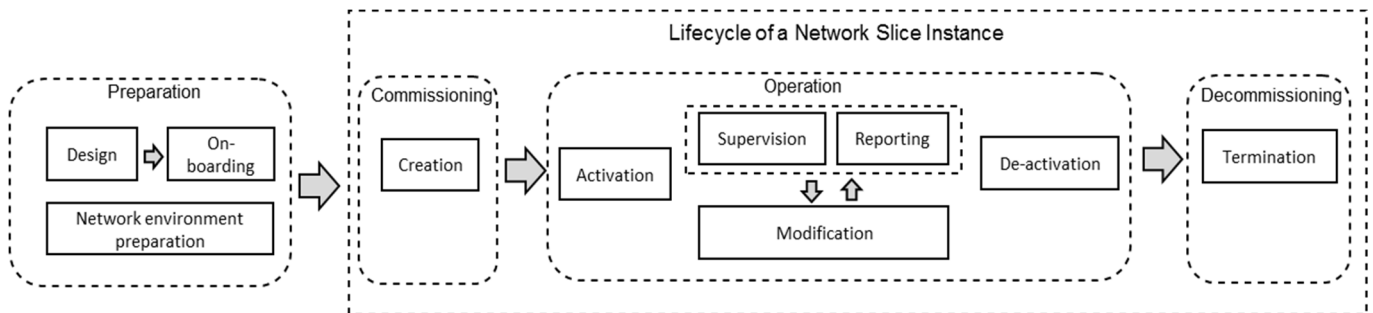 Lifecycle of a Network Slice Instance
Preparation
Design
On-
boarding
Network environment
preparation
Commissioning
Creation
Operation
Activation
Supervision
Reporting
Modification
De-activation
Decommissioning
Termination